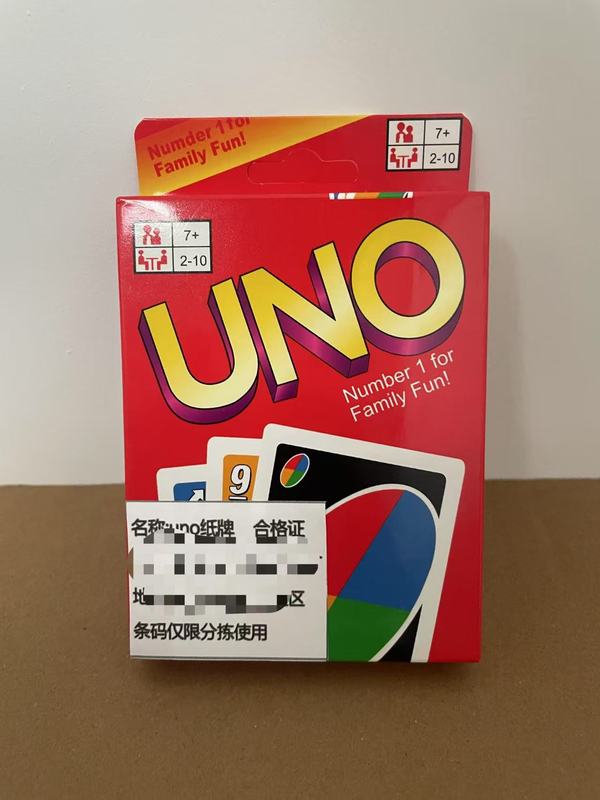 Numder 1 for
Family Fun!
7+
2-10
7+
2-10
UNO
Number 1 for
Family Fun!
9
名称:uno纸牌 合格证
地
区
条码仅限分拣使用